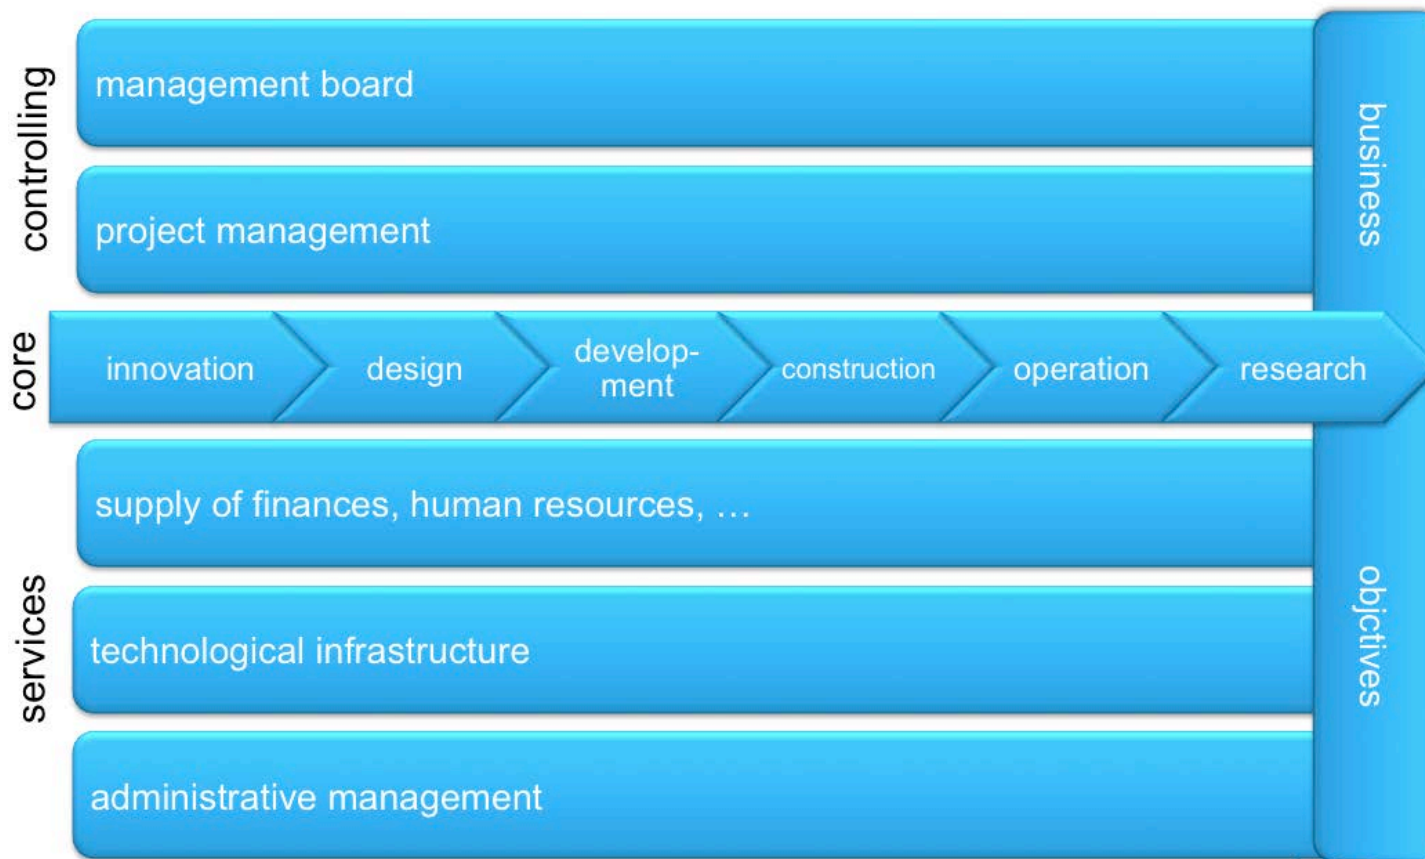 controlling
management board
project management
business
core
innovation
design
develop-
ment
construction
operation
research
services
supply of finances, human resources, …
technological infrastructure
administrative management
objctives